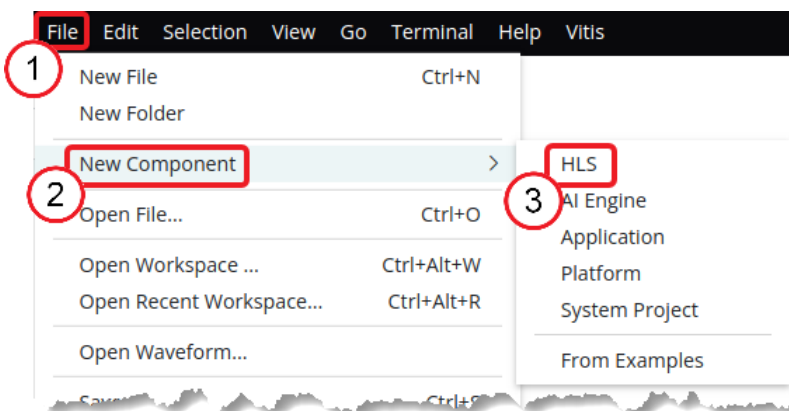 File Edit Selection View Go Terminal Help Vitis
1
New File Ctrl+N
New Folder
New Component >
HLS
2
3
AI Engine
Open File... Ctrl+O
Application
Open Workspace ... Ctrl+Alt+W
Platform
Open Recent Workspace... Ctrl+Alt+R
System Project
Open Waveform...
From Examples